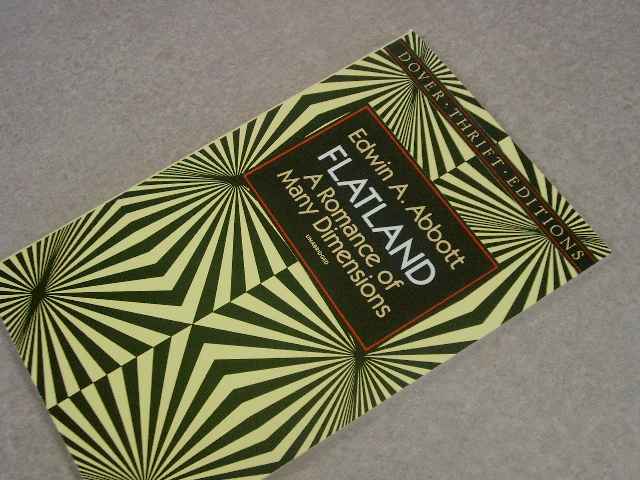 DOVER · THRIFT · EDITIONS
Edwin A. Abbott
FLATLAND
A Romance of
Many Dimensions
UNABRIDGED